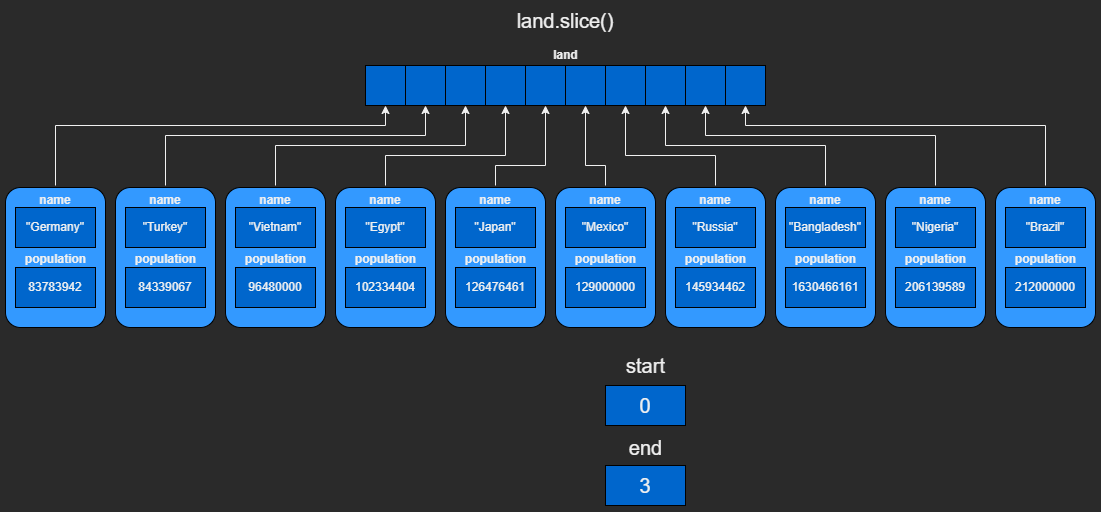 land.slice()
land
name name name name name name name name name name
"Germany" "Turkey" "Vietnam" "Egypt" "Japan" "Mexico" "Russia" "Bangladesh" "Nigeria" "Brazil"
population population population population population population population population population population
83783942 84339067 96480000 102334404 126476461 129000000 145934462 1630466161 206139589 212000000
start
0
end
3